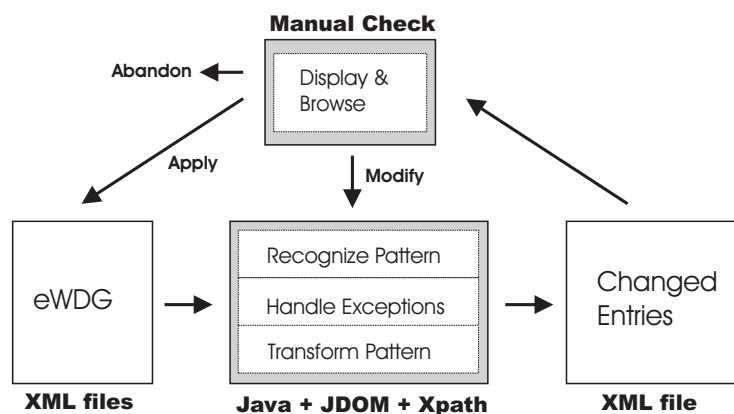 Manual Check
Abandon
Display &
Browse
Apply
Modify
eWDG
Recognize Pattern
Handle Exceptions
Transform Pattern
Changed
Entries
XML files
Java + JDOM + Xpath
XML file